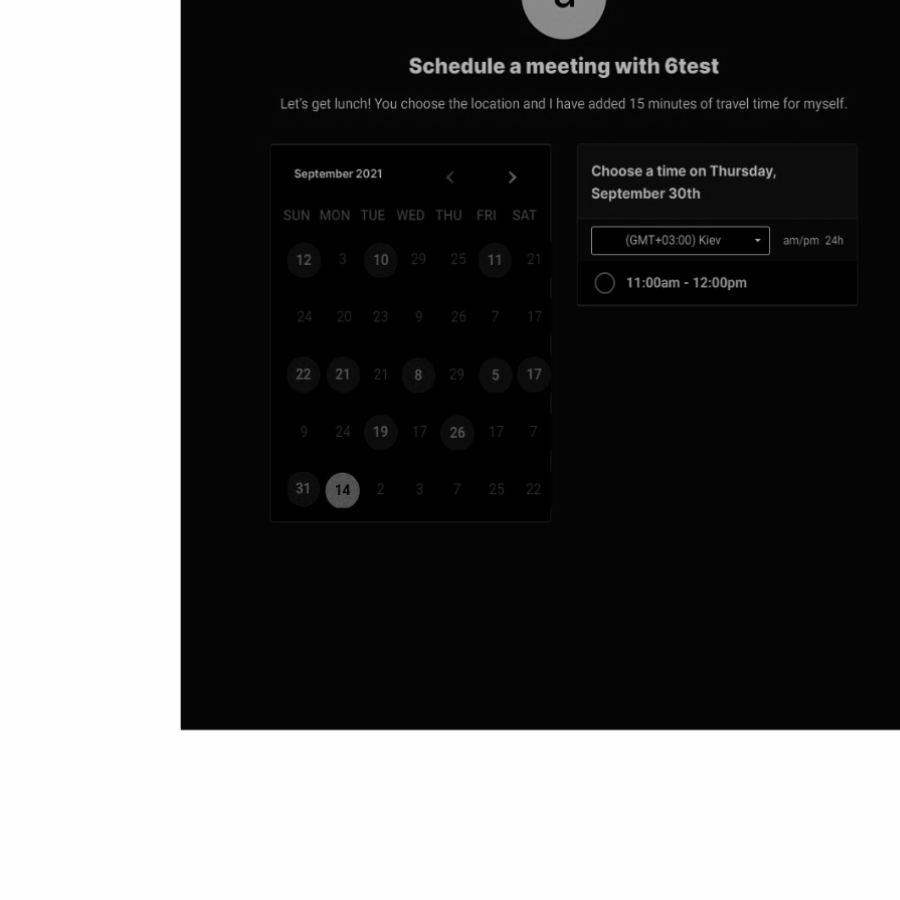 Schedule a meeting with 6test
Let's get lunch! You choose the location and I have added 15 minutes of travel time for myself.
September 2021
SUN MON TUE WED THU FRI SAT
12 3 10 29 25 11 21
24 20 23 9 26 7 17
22 21 21 8 29 5 17
9 24 19 17 26 17 7
31 14 2 3 7 25 22
Choose a time on Thursday,
September 30th
(GMT+03:00) Kiev am/pm 24h
11:00am - 12:00pm